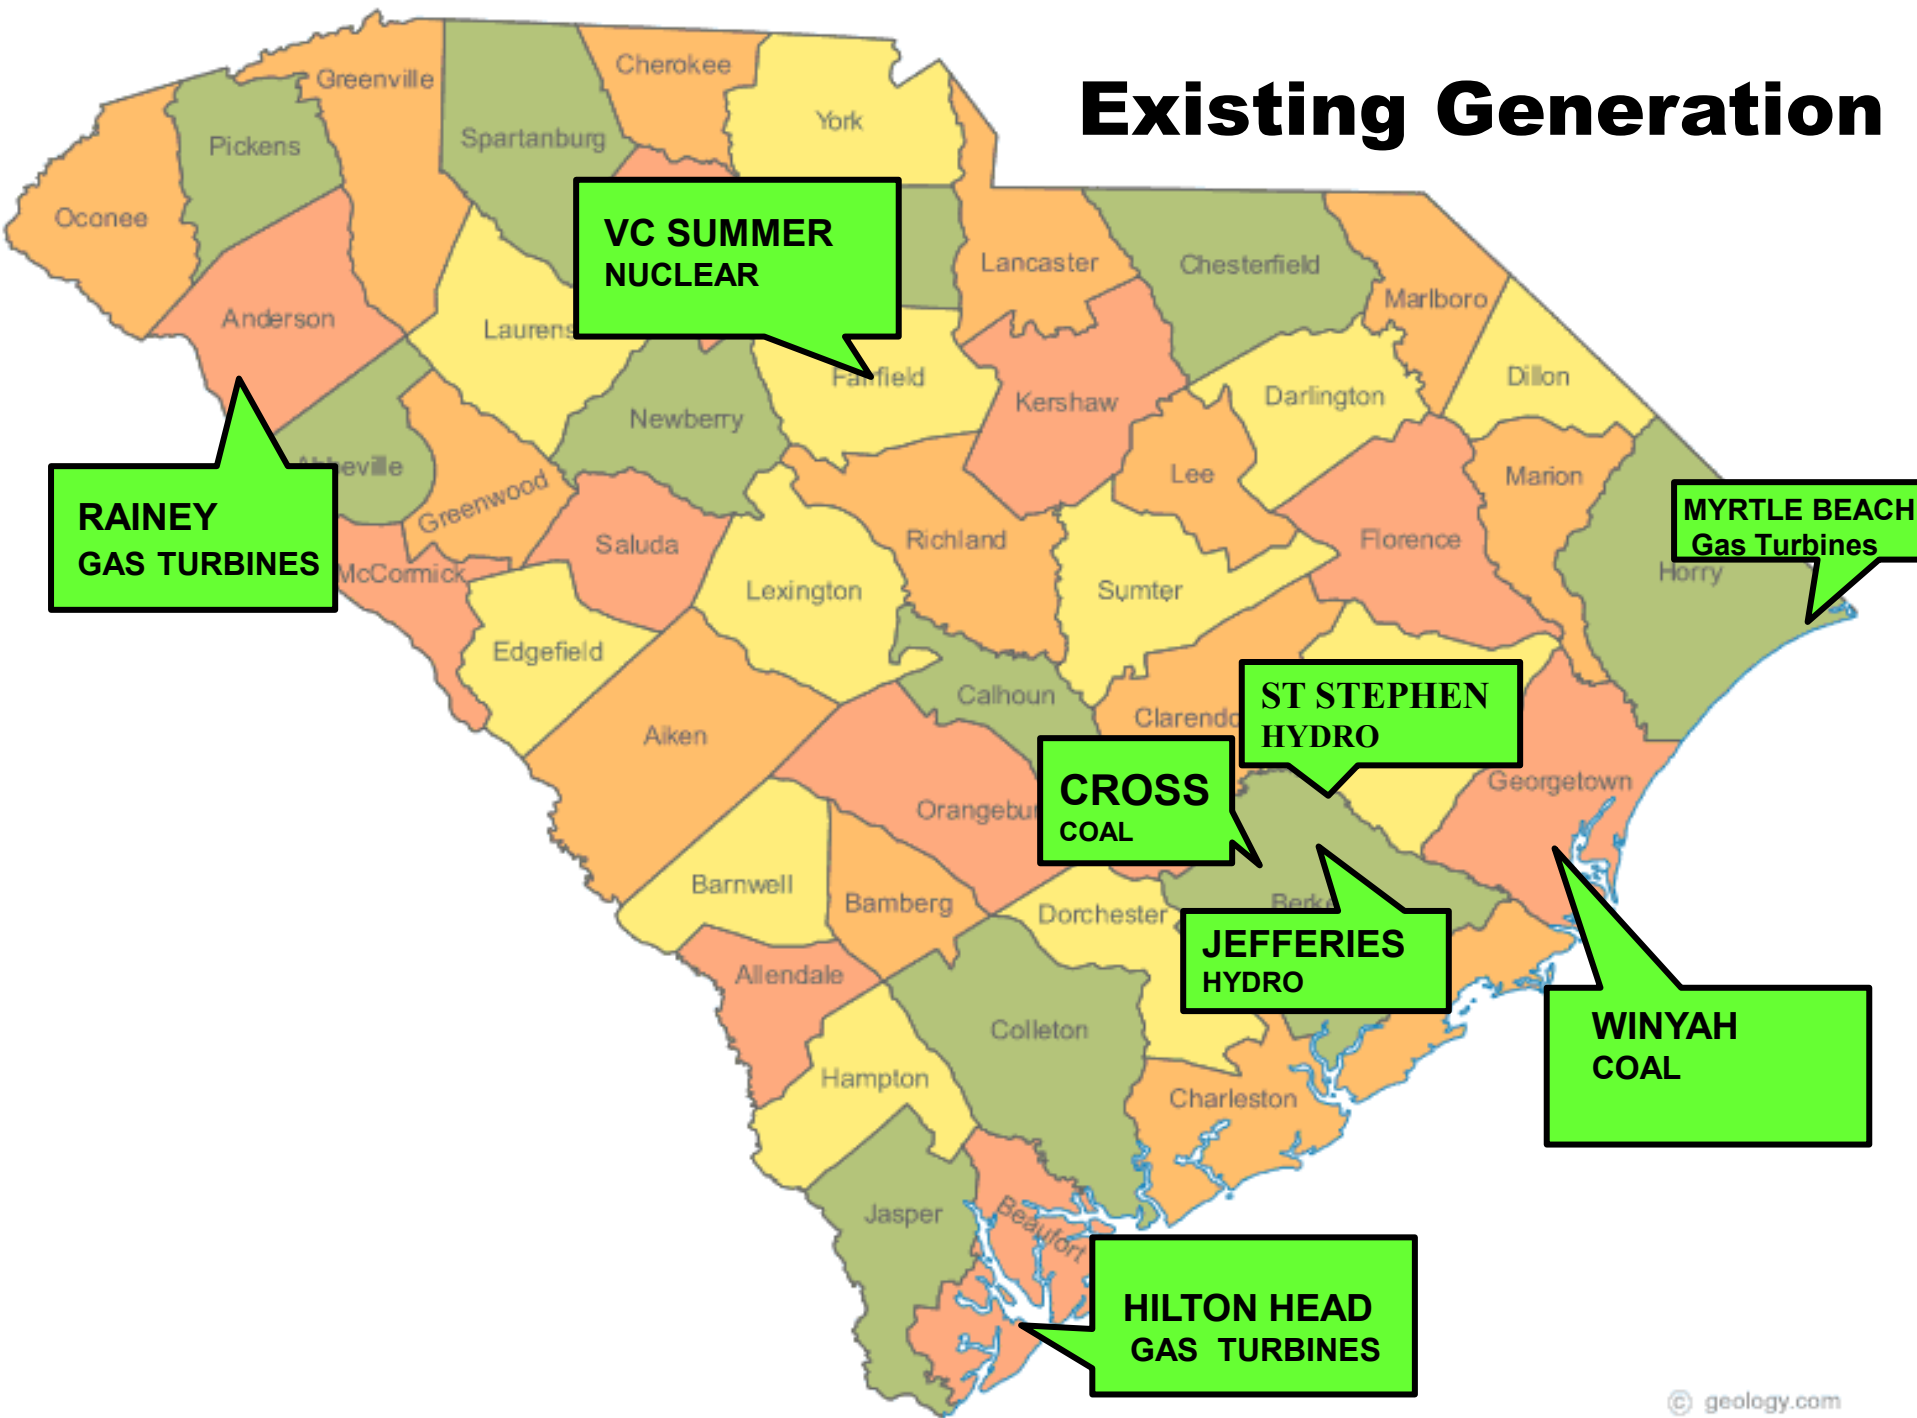 Existing Generation
Greenville
Cherokee
York
Pickens
Spartanburg
Oconee
VC SUMMER
NUCLEAR
Lancaster
Chesterfield
Marlboro
Anderson
Laurens
Fairfield
Dillon
Kershaw
Darlington
Newberry
Abbeville
Greenwood
Lee
Marion
RAINEY
GAS TURBINES
MYRTLE BEACH
Gas Turbines
Saluda
Richland
Florence
McCormick
Lexington
Sumter
Horry
Edgefield
Calhoun
ST STEPHEN
HYDRO
Clarendo
Aiken
CROSS
COAL
Georgetown
Orangebur
Barnwell
Bamberg
Dorchester
Berke
JEFFERIES
HYDRO
Allendale
Colleton
WINYAH
COAL
Hampton
Charleston
Jasper
Beaufort
HILTON HEAD
GAS TURBINES
© geology.com